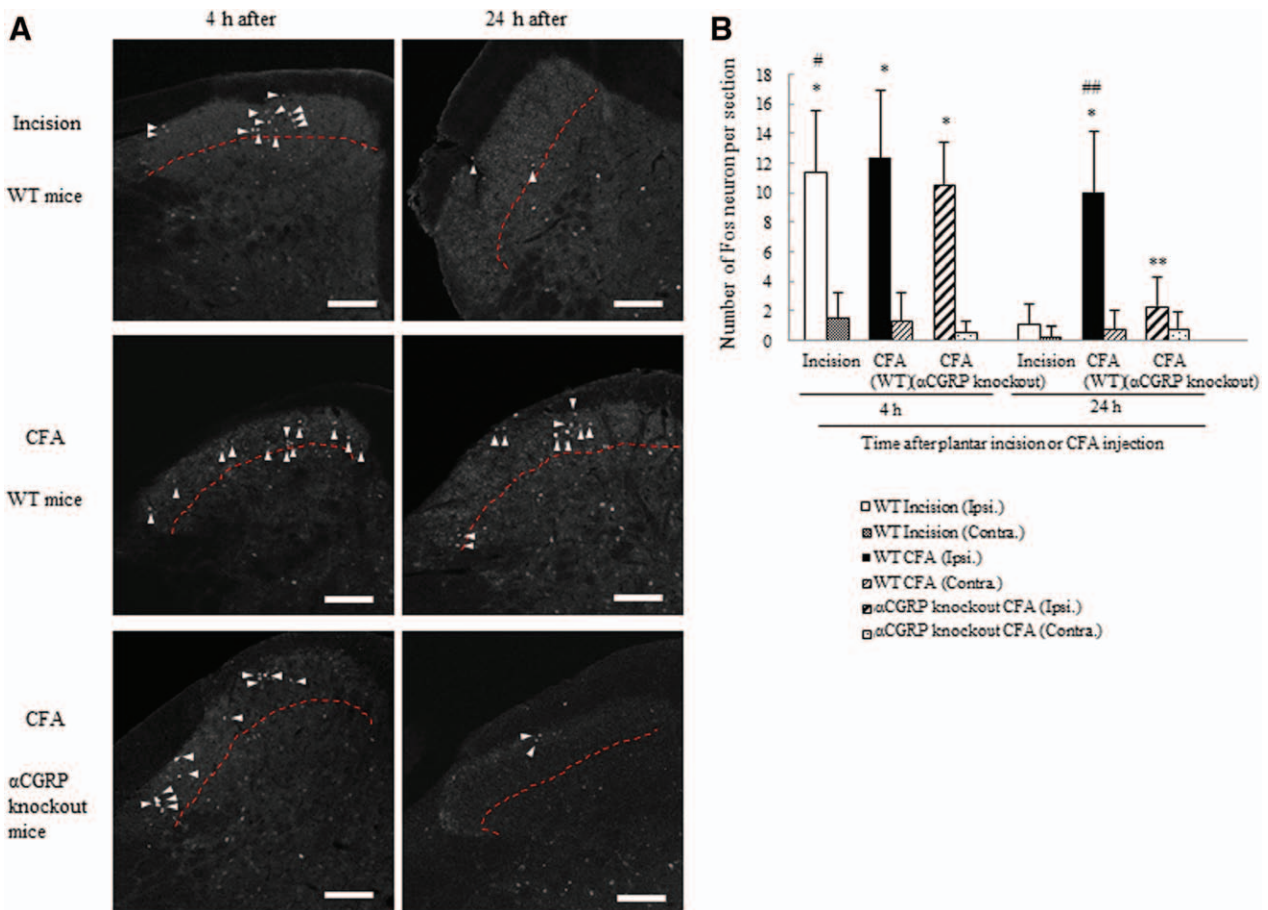 A
4 h after
24 h after
Incision
WT mice
CFA
WT mice
CFA
αCGRP
knockout
mice
B
Number of Fos neuron per section
18
16
14
12
10
8
6
4
2
0
#
*
*
*
##
*
**
Incision
CFA
CFA
Incision
CFA
CFA
(WT)(αCGRP knockout)
(WT)(αCGRP knockout)
4 h
24 h
Time after plantar incision or CFA injection
WT Incision (Ipsi.)
WT Incision (Contra.)
WT CFA (Ipsi.)
WT CFA (Contra.)
αCGRP knockout CFA (Ipsi.)
αCGRP knockout CFA (Contra.)